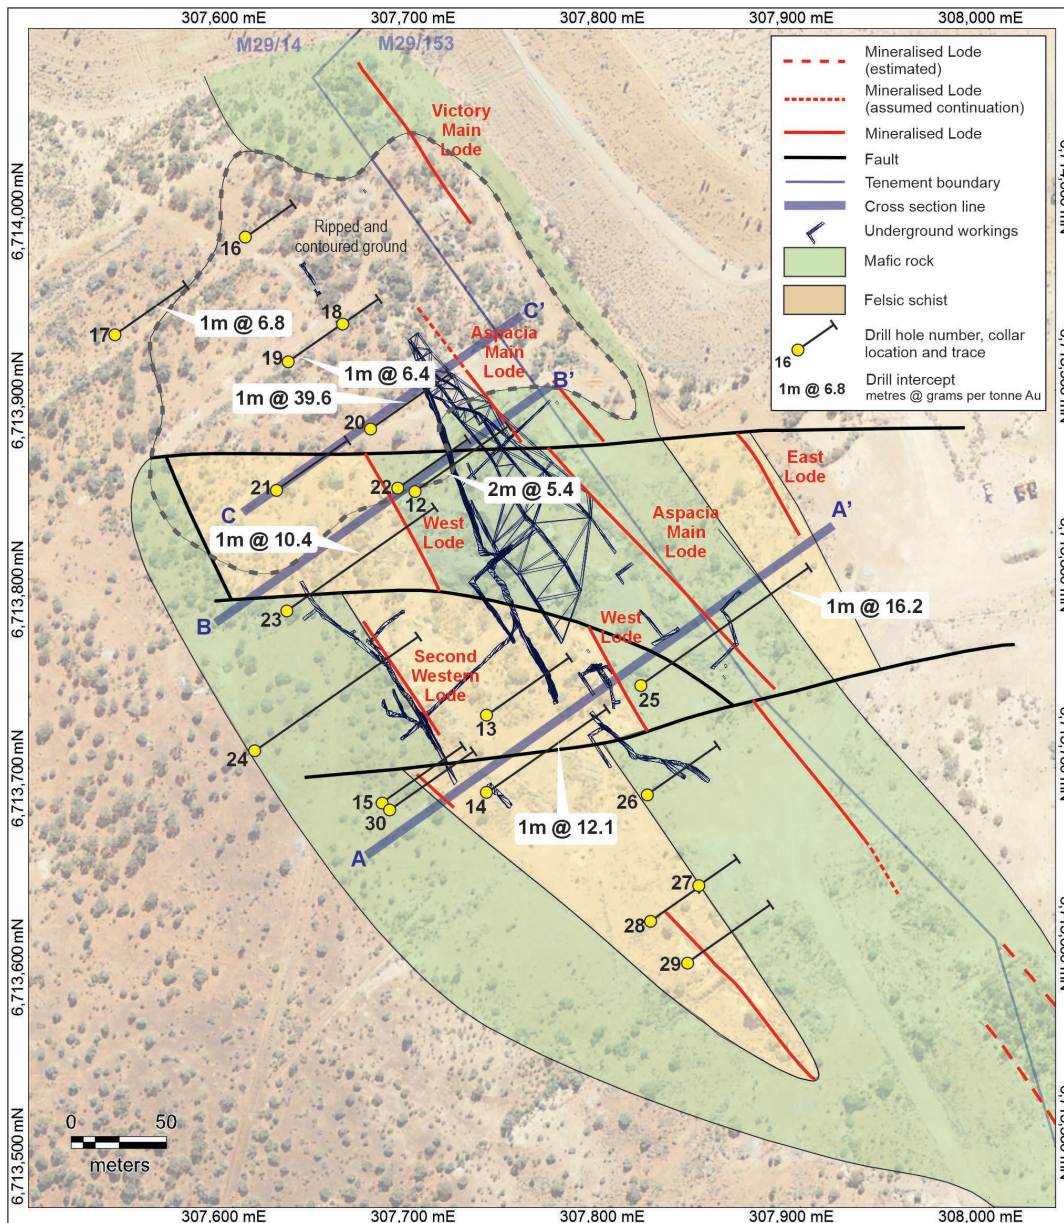 307,600 mE
307,700 mE
307,800 mE
307,900 mE
308,000 mE
M29/14
M29/153
Mineralised Lode
(estimated)
Mineralised Lode
(assumed continuation)
Mineralised Lode
Fault
Tenement boundary
Cross section line
Underground workings
Mafic rock
Felsic schist
Drill hole number, collar
location and trace
16
1m @ 6.8
Drill intercept
metres @ grams per tonne Au
6,714,000 mN
6,713,900 mN
6,713,800 mN
6,713,700 mN
6,713,600 mN
6,713,500 mN
Victory
Main
Lode
Ripped and
contoured ground
16
17
1m @ 6.8
18
19
1m @ 6.4
C'
Aspacia
Main
Lode
B'
1m @ 39.6
20
21
C
22
12
2m @ 5.4
East
Lode
A'
West
Lode
Aspacia
Main
Lode
1m @ 10.4
B
23
1m @ 16.2
West
Lode
Second
Western
Lode
25
13
24
15
30
14
26
1m @ 12.1
A
27
28
29
0
50
meters
307,600 mE
307,700 mE
307,800 mE
307,900 mE
308,000 mE